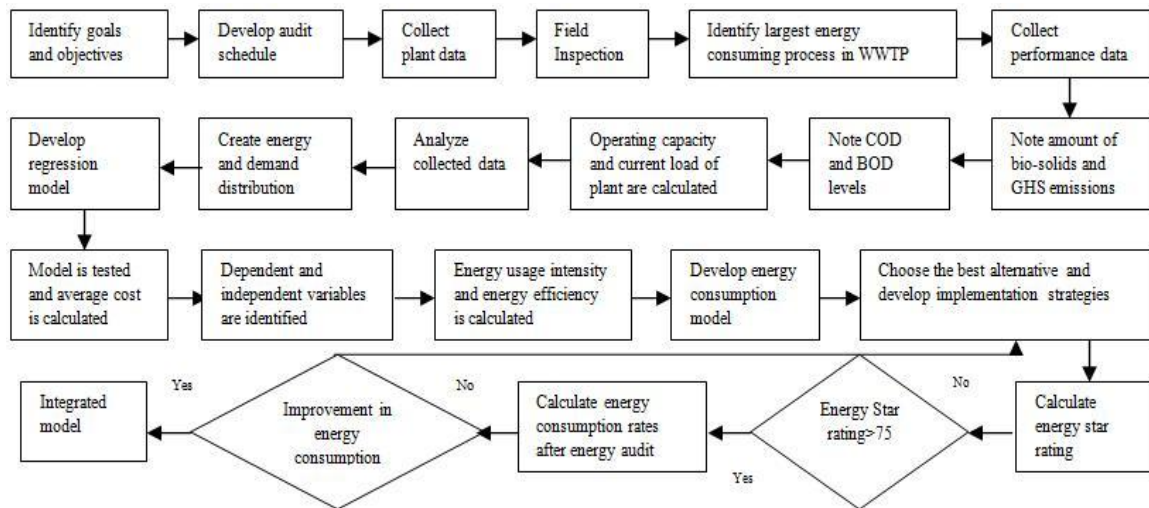 Identify goals
and objectives
Develop audit
schedule
Collect
plant data
Field
Inspection
Identify largest energy
consuming process in WWTP
Collect
performance data
Note amount of
bio-solids and
GHS emissions
Note COD
and BOD
levels
Operating capacity
and current load of
plant are calculated
Analyze
collected data
Create energy
and demand
distribution
Develop
regression
model
Model is tested
and average cost
is calculated
Dependent and
independent variables
are identified
Energy usage intensity
and energy efficiency
is calculated
Develop energy
consumption
model
Choose the best alternative and
develop implementation strategies
Calculate
energy star
rating
No
Energy Star
rating>75
Yes
Calculate energy
consumption rates
after energy audit
No
Improvement in
energy
consumption
Yes
Integrated
model